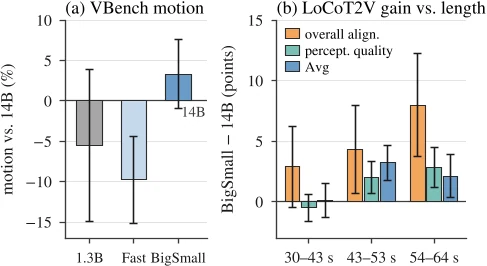 (a) VBench motion
motion vs. 14B (%)
10
5
0
−5
−10
−15
14B
1.3B Fast BigSmall
(b) LoCoT2V gain vs. length
BigSmall − 14B (points)
15
10
5
0
overall align.
percept. quality
Avg
30–43 s 43–53 s 54–64 s